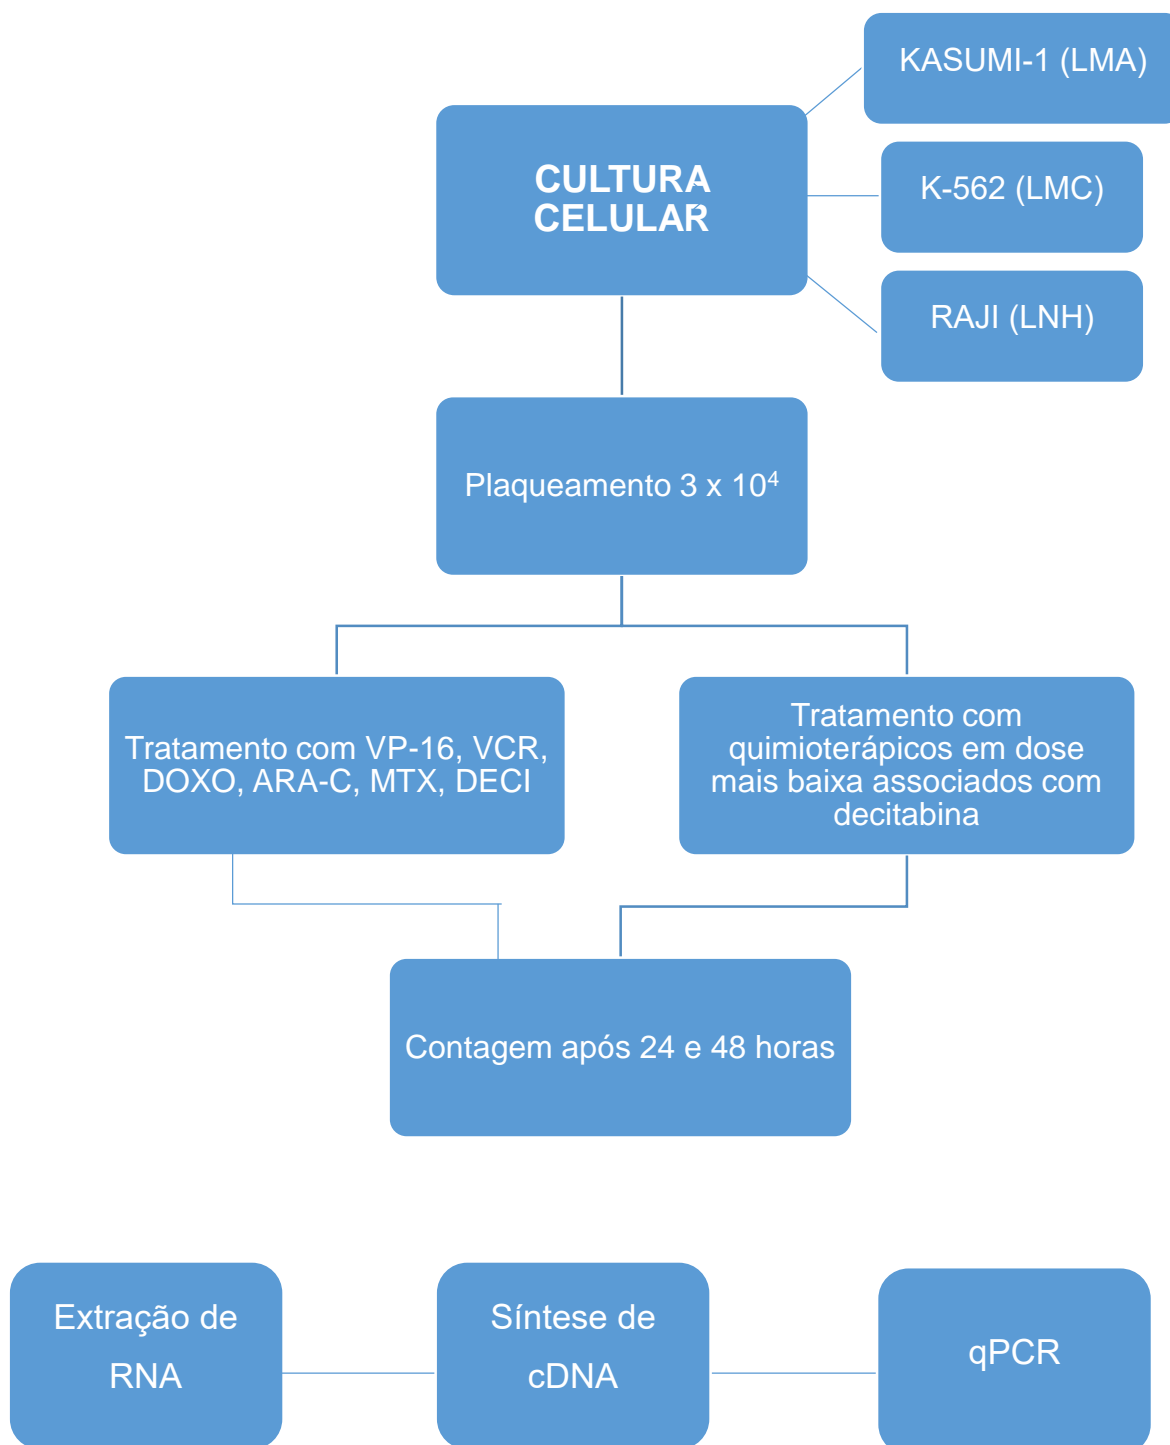 KASUMI-1 (LMA)
CULTURA
CELULAR
K-562 (LMC)
RAJI (LNH)
Plaqueamento 3 x 10⁴
Tratamento com VP-16, VCR,
DOXO, ARA-C, MTX, DECI
Tratamento com
quimioterápicos em dose
mais baixa associados com
decitabina
Contagem após 24 e 48 horas
Extração de
RNA
Síntese de
cDNA
qPCR